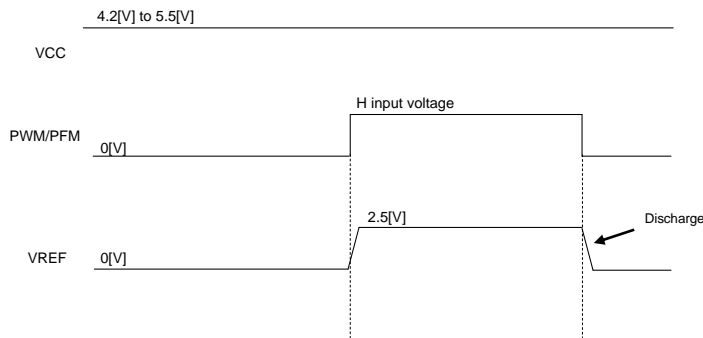 4.2[V] to 5.5[V]
VCC
H input voltage
PWM/PFM
0[V]
2.5[V]
Discharge
VREF
0[V]